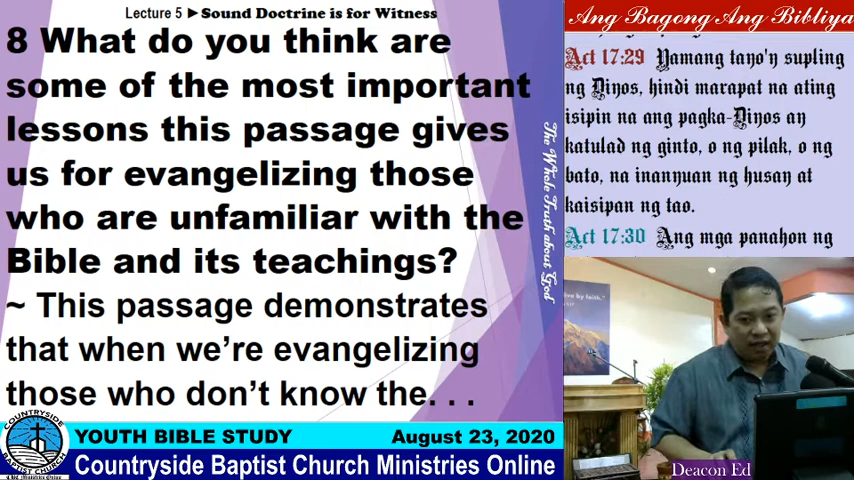 Lecture 5 ►Sound Doctrine is for Witness
8 What do you think are
some of the most important
lessons this passage gives
us for evangelizing those
who are unfamiliar with the
Bible and its teachings?
~ This passage demonstrates
that when we’re evangelizing
those who don’t know the. . .
The Whole Truth about God
COUNTRYSIDE
BAPTIST CHURCH
YOUTH BIBLE STUDY August 23, 2020
Countryside Baptist Church Ministries Online
Ang Bagong Ang Bibliya
Act 17:29 Yamang tayo'y supling
ng Diyos, hindi marapat na ating
isipin na ang pagka-Diyos ay
katulad ng ginto, o ng pilak, o ng
bato, na inanyuan ng husay at
kaisipan ng tao.
Act 17:30 Ang mga panahon ng
live by faith."
Deacon Ed